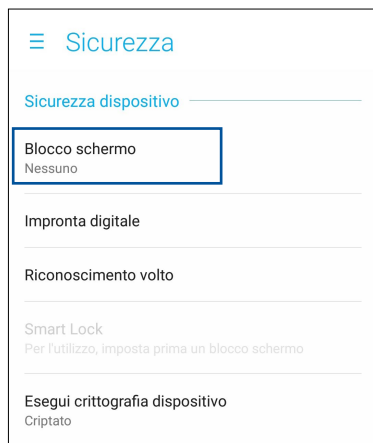 Sicurezza
Sicurezza dispositivo
Blocco schermo
Nessuno
Impronta digitale
Riconoscimento volto
Smart Lock
Per l'utilizzo, imposta prima un blocco schermo
Esegui crittografia dispositivo
Criptato